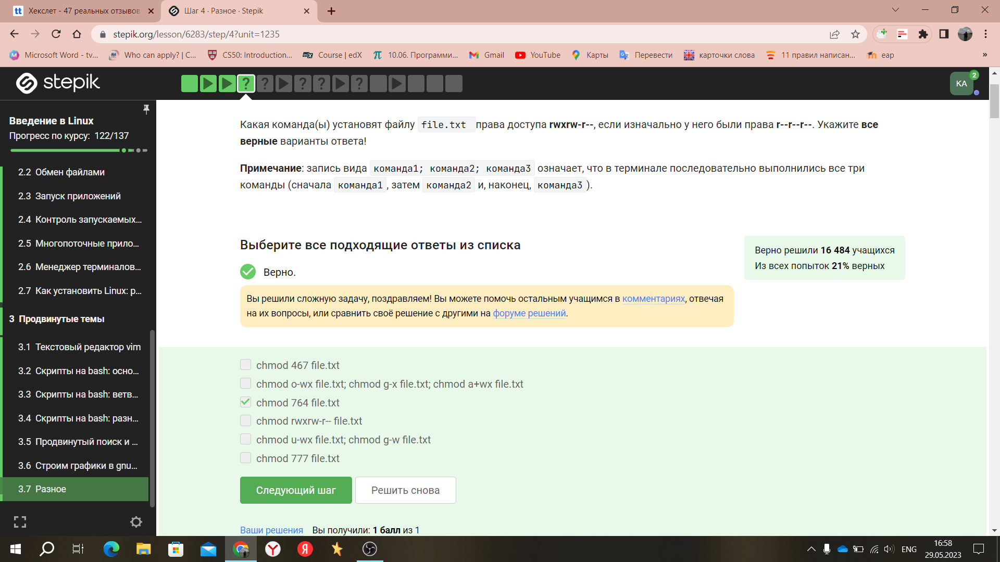 Хекслет - 47 реальных отзывов
Шаг 4 · Разное · Stepik
stepik.org/lesson/6283/step/4?unit=1235
Microsoft Word - tv...
Who can apply? | C...
CS50: Introduction...
Course | edX
10.06. Программи...
Gmail
YouTube
Карты
Перевести
карточки слова
11 правил написан...
eap
»
stepik
KA
2
Введение в Linux
Прогресс по курсу: 122/137
2.2 Обмен файлами
2.3 Запуск приложений
2.4 Контроль запускаемых...
2.5 Многопоточные прило...
2.6 Менеджер терминалов...
2.7 Как установить Linux: р...
3 Продвинутые темы
3.1 Текстовый редактор vim
3.2 Скрипты на bash: осно...
3.3 Скрипты на bash: ветв...
3.4 Скрипты на bash: разн...
3.5 Продвинутый поиск и ...
3.6 Строим графики в gnu...
3.7 Разное
Какая команда(ы) установят файлу file.txt права доступа rwxrw-r--, если изначально у него были права r--r--r--. Укажите все
верные варианты ответа!
Примечание: запись вида команда1; команда2; команда3 означает, что в терминале последовательно выполнились все три
команды (сначала команда1, затем команда2 и, наконец, команда3).
Выберите все подходящие ответы из списка
Верно решили 16 484 учащихся
Из всех попыток 21% верных
Верно.
Вы решили сложную задачу, поздравляем! Вы можете помочь остальным учащимся в комментариях, отвечая
на их вопросы, или сравнить своё решение с другими на форуме решений.
chmod 467 file.txt
chmod o-wx file.txt; chmod g-x file.txt; chmod a+wx file.txt
chmod 764 file.txt
chmod rwxrw-r-- file.txt
chmod u-wx file.txt; chmod g-w file.txt
chmod 777 file.txt
Следующий шаг
Решить снова
Ваши решения Вы получили: 1 балл из 1
ENG
16:58
29.05.2023